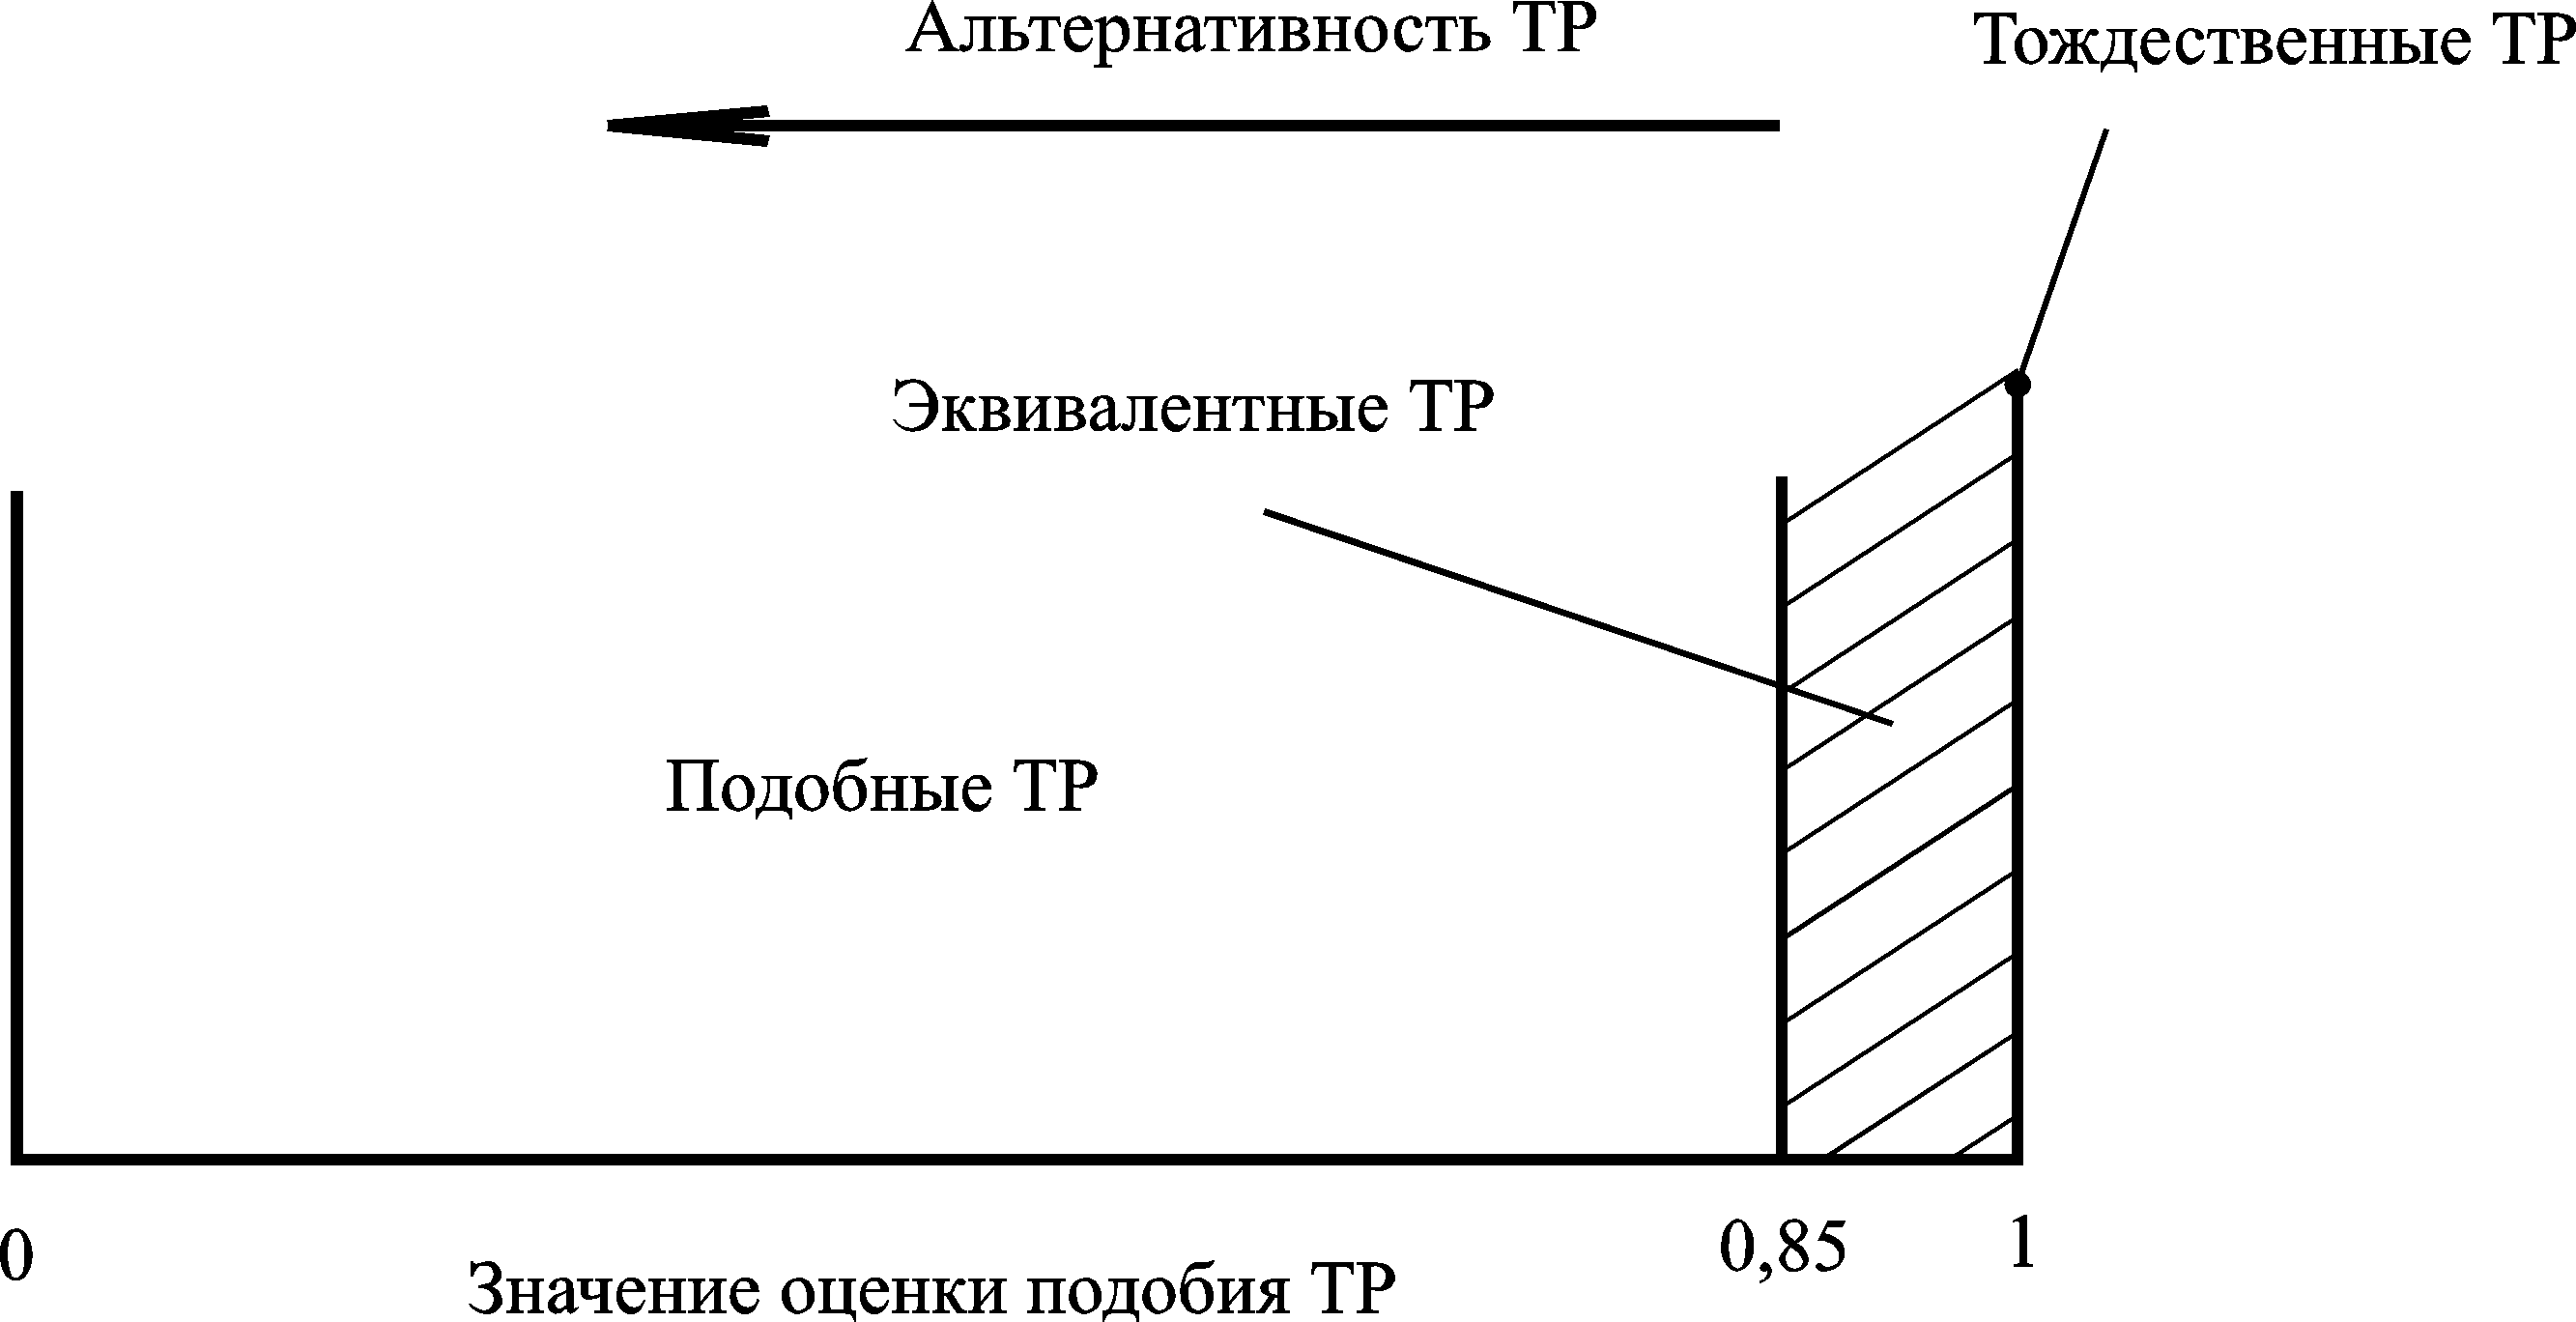 Альтернативность ТР
Тождественные ТР
Эквивалентные ТР
Подобные ТР
0
0,85
1
Значение оценки подобия ТР